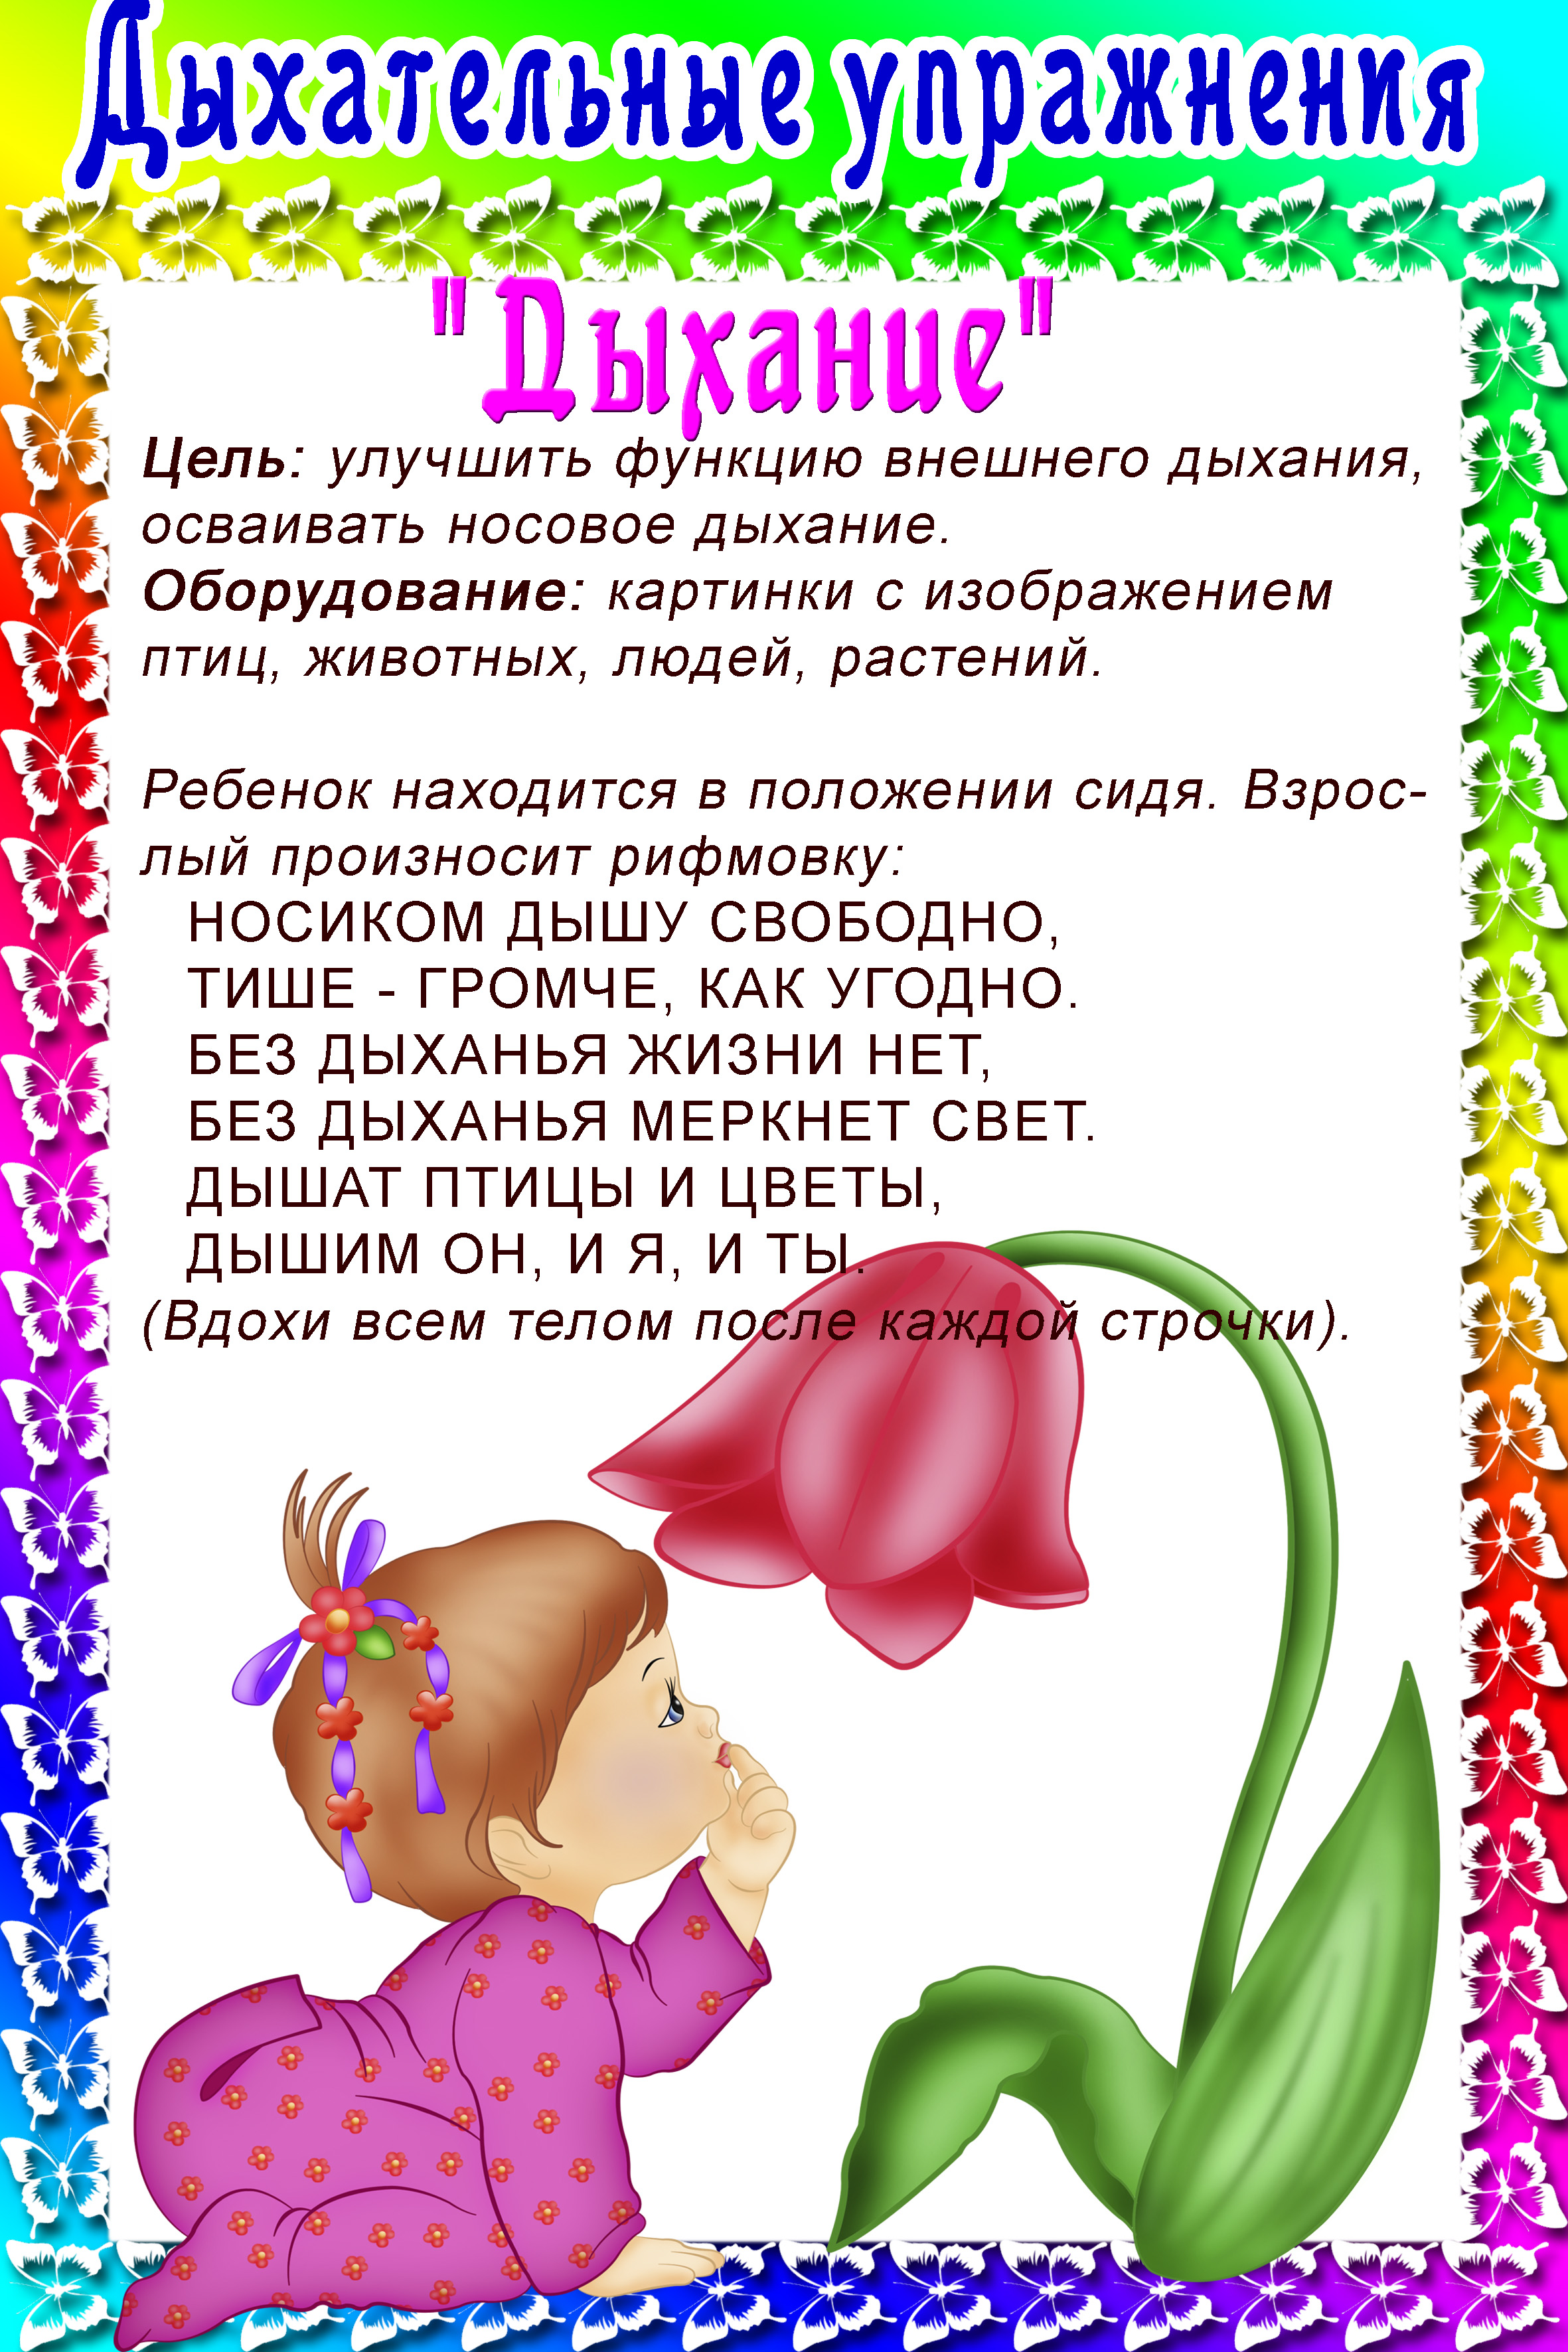 Дыхательные упражнения
"Дыхание"
Цель: улучшить функцию внешнего дыхания,
осваивать носовое дыхание.
Оборудование: картинки с изображением
птиц, животных, людей, растений.
Ребенок находится в положении сидя. Взрос-
лый произносит рифмовку:
НОСИКОМ ДЫШУ СВОБОДНО,
ТИШЕ - ГРОМЧЕ, КАК УГОДНО.
БЕЗ ДЫХАНЬЯ ЖИЗНИ НЕТ,
БЕЗ ДЫХАНЬЯ МЕРКНЕТ СВЕТ.
ДЫШАТ ПТИЦЫ И ЦВЕТЫ,
ДЫШИМ ОН, И Я, И ТЫ.
(Вдохи всем телом после каждой строчки).